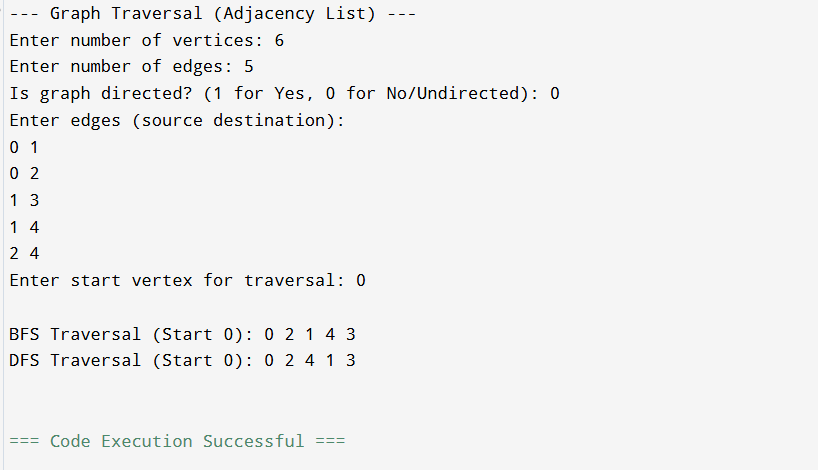 --- Graph Traversal (Adjacency List) ---
Enter number of vertices: 6
Enter number of edges: 5
Is graph directed? (1 for Yes, 0 for No/Undirected): 0
Enter edges (source destination):
0 1
0 2
1 3
1 4
2 4
Enter start vertex for traversal: 0
BFS Traversal (Start 0): 0 2 1 4 3
DFS Traversal (Start 0): 0 2 4 1 3
=== Code Execution Successful ===